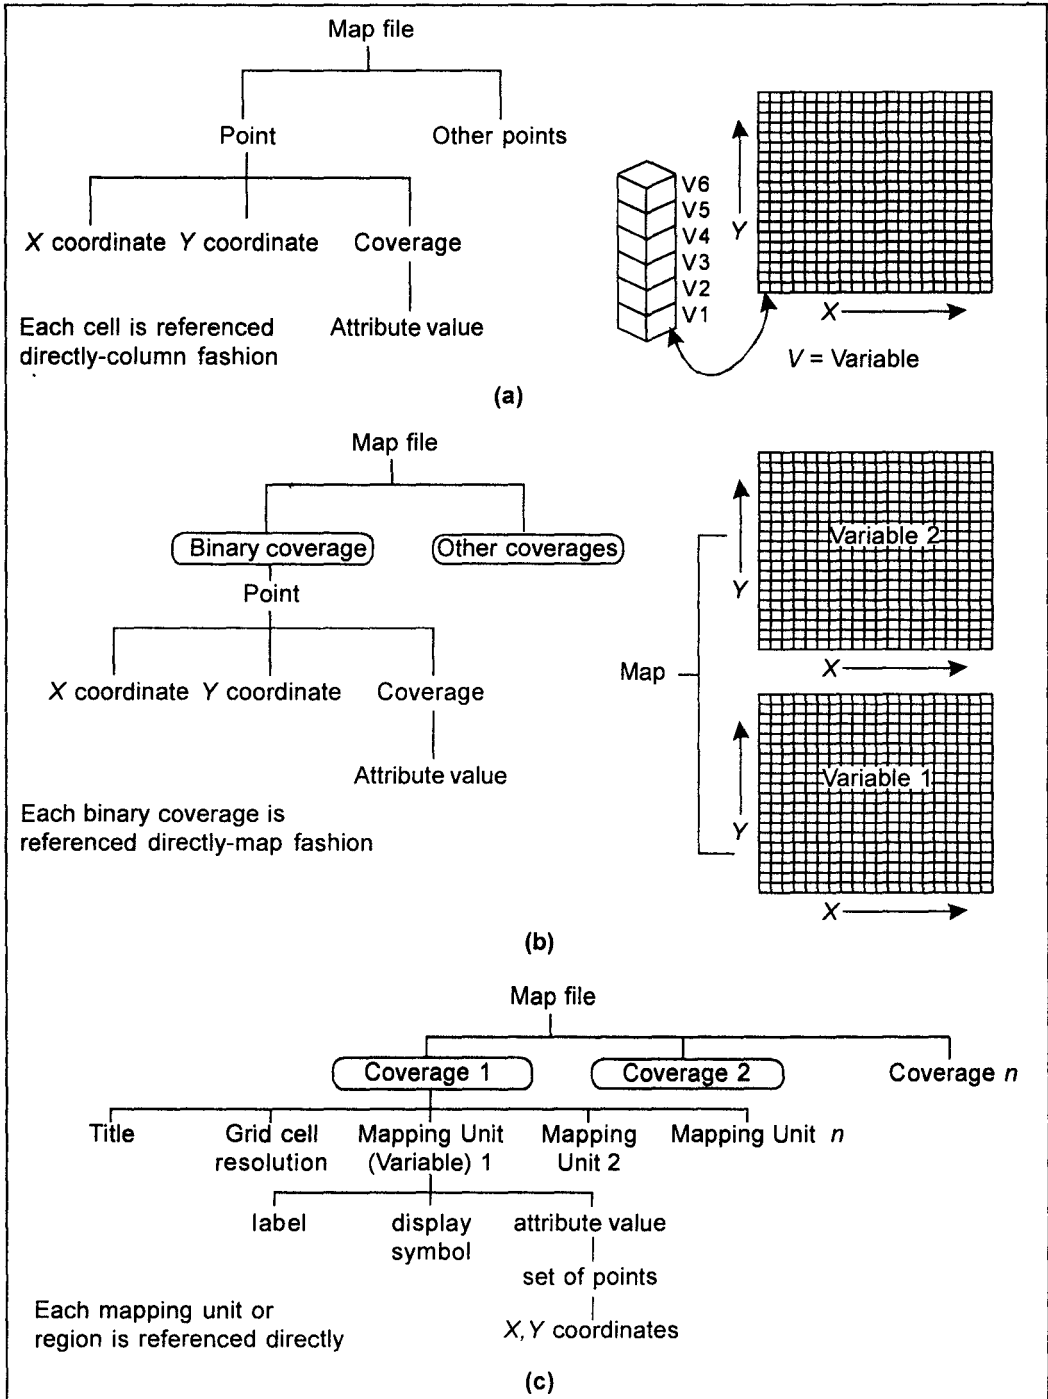 Map file
Point
Other points
X coordinate Y coordinate Coverage
Attribute value
Each cell is referenced
directly-column fashion
V6
V5
V4
V3
V2
V1
Y
X
V = Variable
(a)
Map file
Binary coverage
Other coverages
Point
X coordinate Y coordinate Coverage
Attribute value
Each binary coverage is
referenced directly-map fashion
Map
Variable 2
Y
X
Variable 1
Y
X
(b)
Map file
Coverage 1
Coverage 2
Coverage n
Title
Grid cell
resolution
Mapping Unit
(Variable) 1
Mapping
Unit 2
Mapping Unit n
label
display
symbol
attribute value
set of points
X, Y coordinates
Each mapping unit or
region is referenced directly
(c)